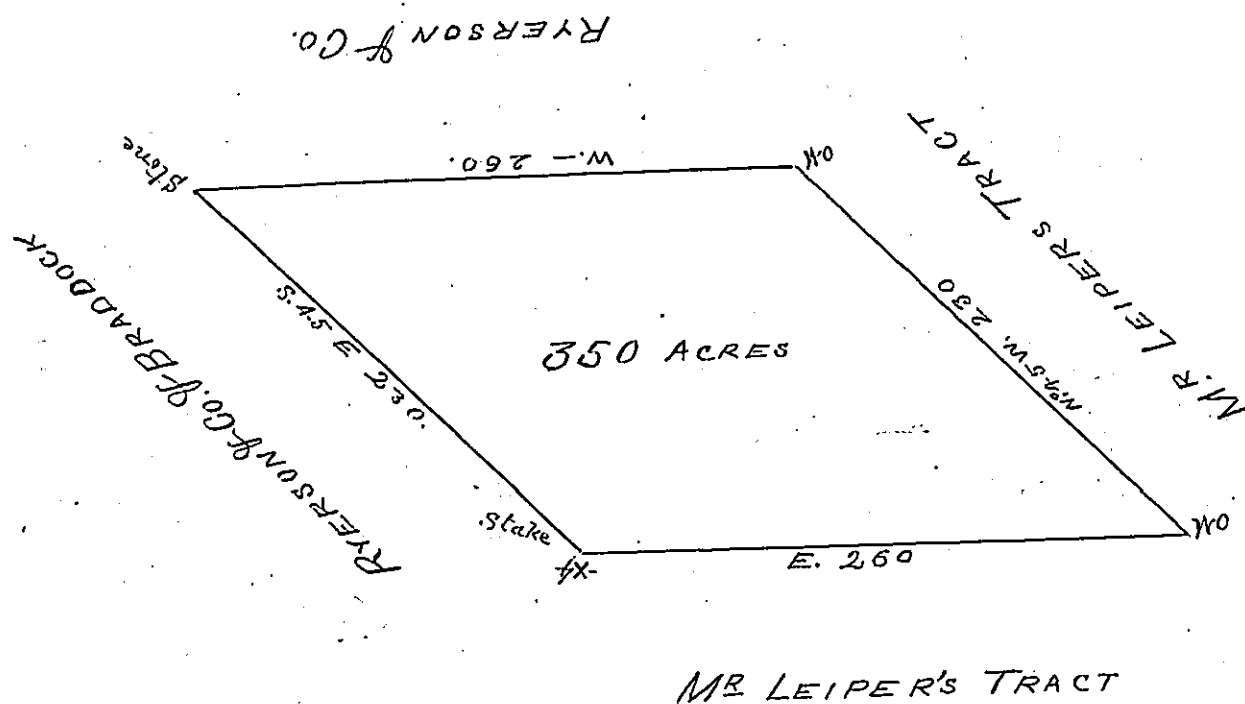 RYERSON & CO.
W.— 260.
Stone
W.O
M.R LEIPERS TRACT
N. 45 W. 230
S. 45 E 230.
350 ACRES
RYERSON & CO. & BRADDOCK
Stake
W.O
E. 260
MR LEIPER'S TRACT